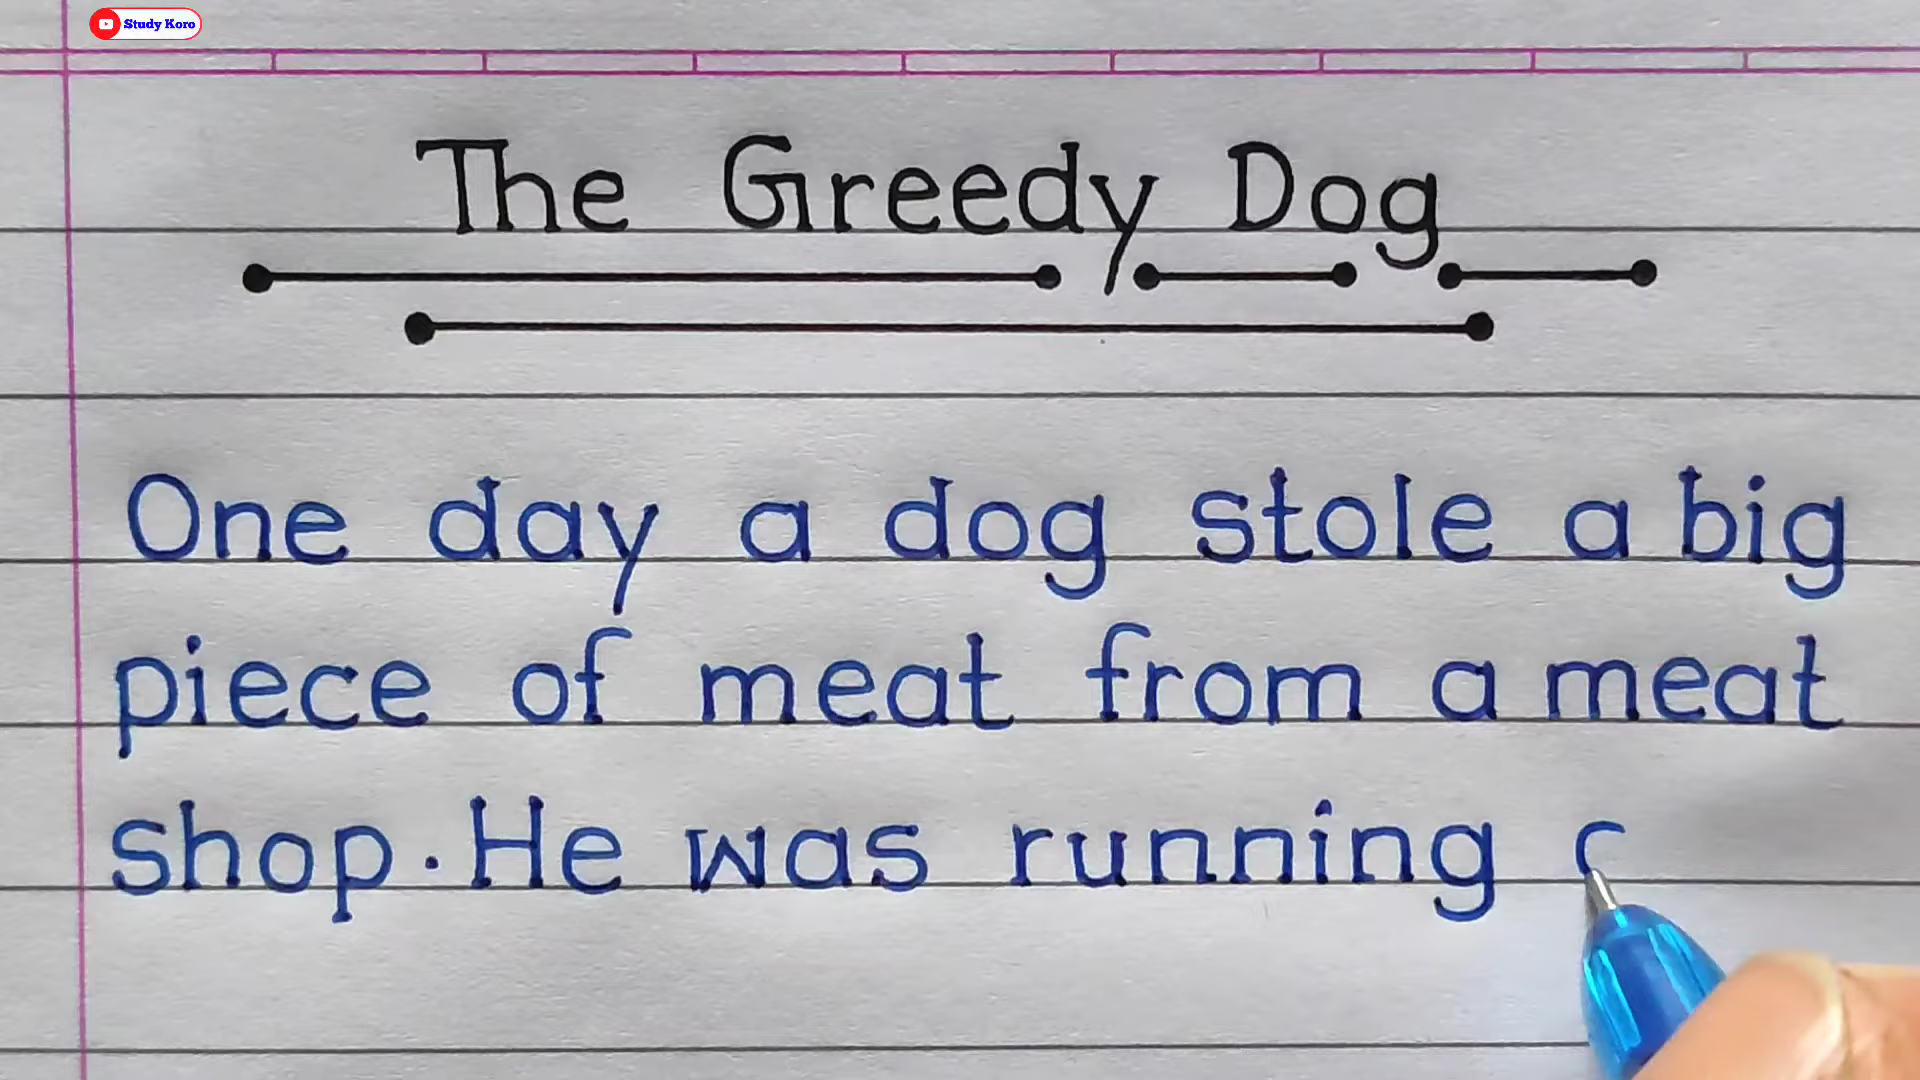 Study Koro
The Greedy Dog
One day a dog stole a big
piece of meat from a meat
shop. He was running